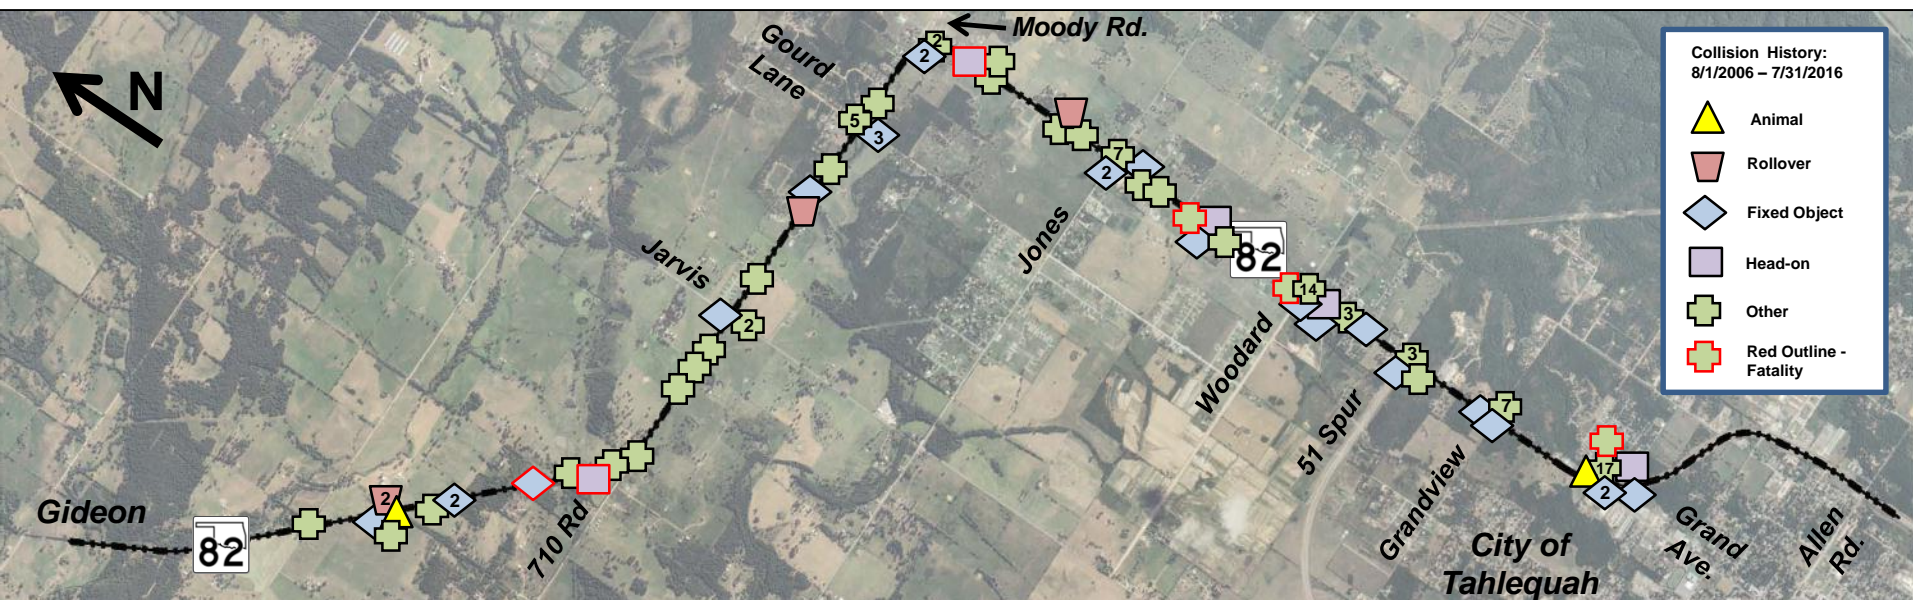 Moody Rd.
Gourd
Lane
N
2
2
5
3
7
2
Jarvis
Jones
82
14
3
2
Woodard
3
51 Spur
7
Grandview
17
2
City of
Tahlequah
Grand
Ave.
Allen
Rd.
Gideon
82
2
2
710 Rd
Collision History:
8/1/2006 – 7/31/2016
Animal
Rollover
Fixed Object
Head-on
Other
Red Outline -
Fatality